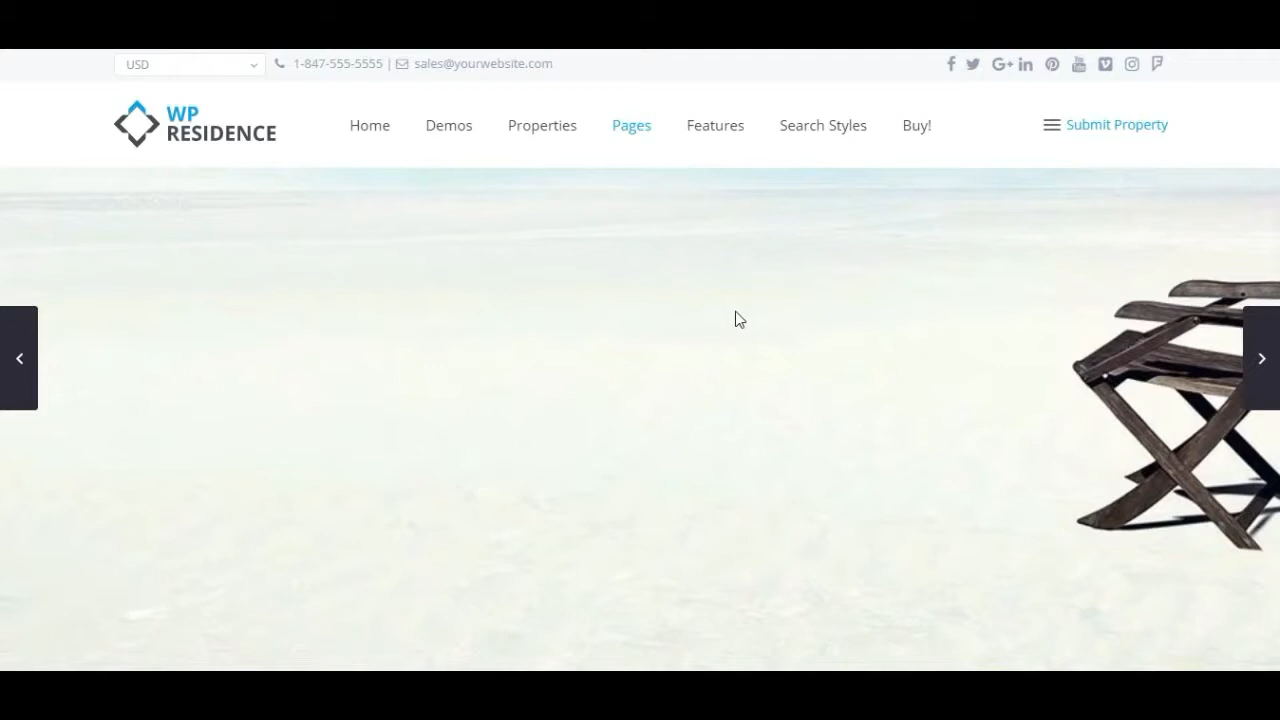 USD 1-847-555-5555 | sales@yourwebsite.com
WP
RESIDENCE
Home Demos Properties Pages Features Search Styles Buy! Submit Property